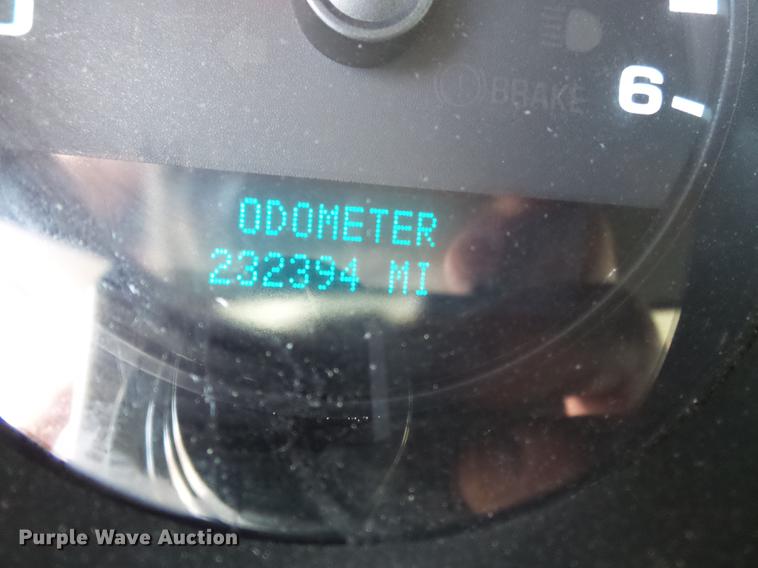 BRAKE
6
ODOMETER
232394 MI
Purple Wave Auction